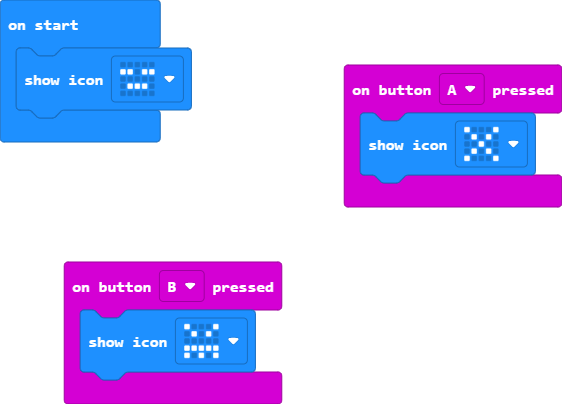 on start
show icon
on button A pressed
show icon
on button B pressed
show icon